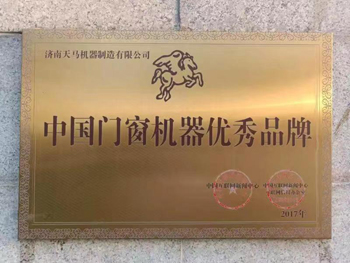 济南天马机器制造有限公司
中国门窗机器优秀品牌
2017年